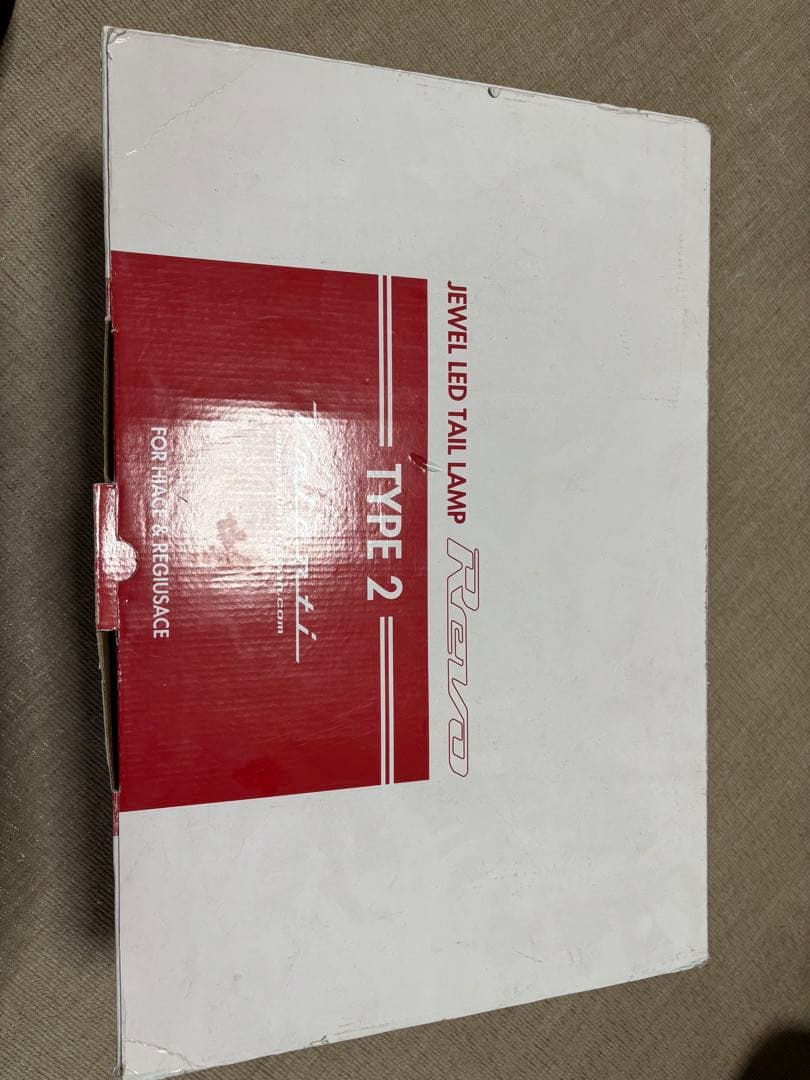 JEWEL LED TAIL LAMP Revo
TYPE 2
FOR HIACE & REGIUSACE